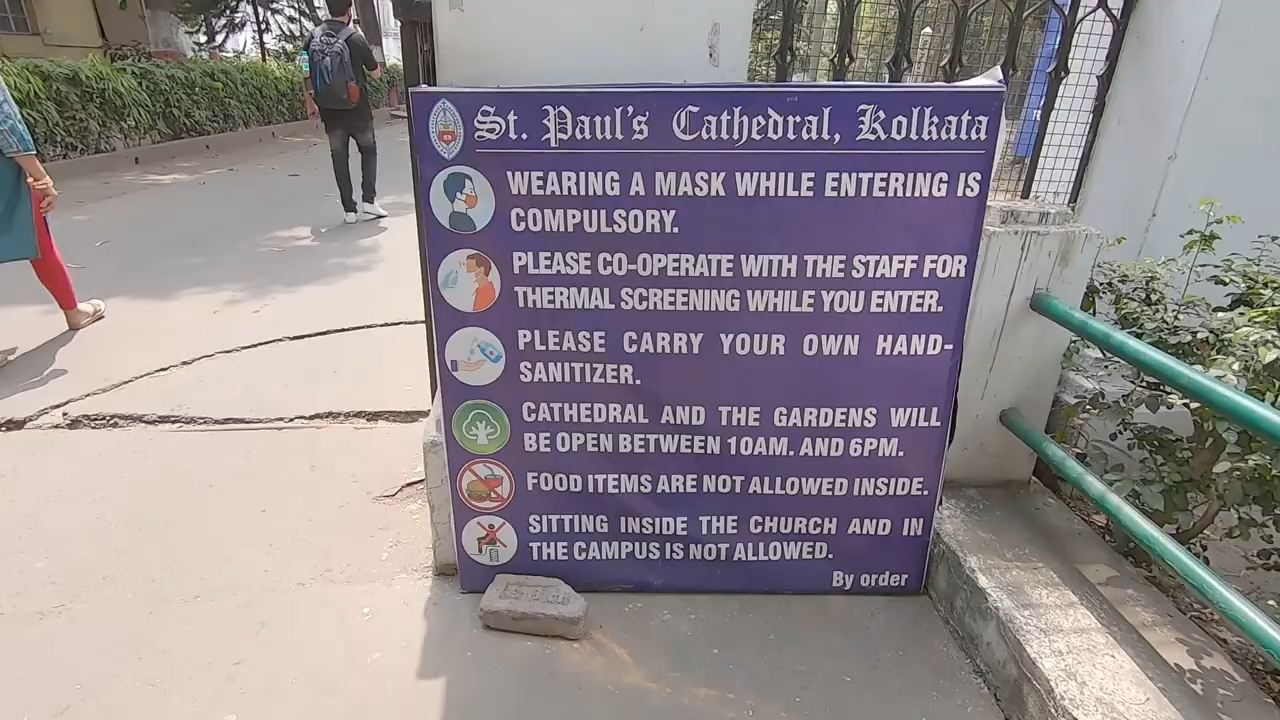 St. Paul's Cathedral, Kolkata
WEARING A MASK WHILE ENTERING IS
COMPULSORY.
PLEASE CO-OPERATE WITH THE STAFF FOR
THERMAL SCREENING WHILE YOU ENTER.
PLEASE CARRY YOUR OWN HAND-
SANITIZER.
CATHEDRAL AND THE GARDENS WILL
BE OPEN BETWEEN 10AM. AND 6PM.
FOOD ITEMS ARE NOT ALLOWED INSIDE.
SITTING INSIDE THE CHURCH AND IN
THE CAMPUS IS NOT ALLOWED.
By order